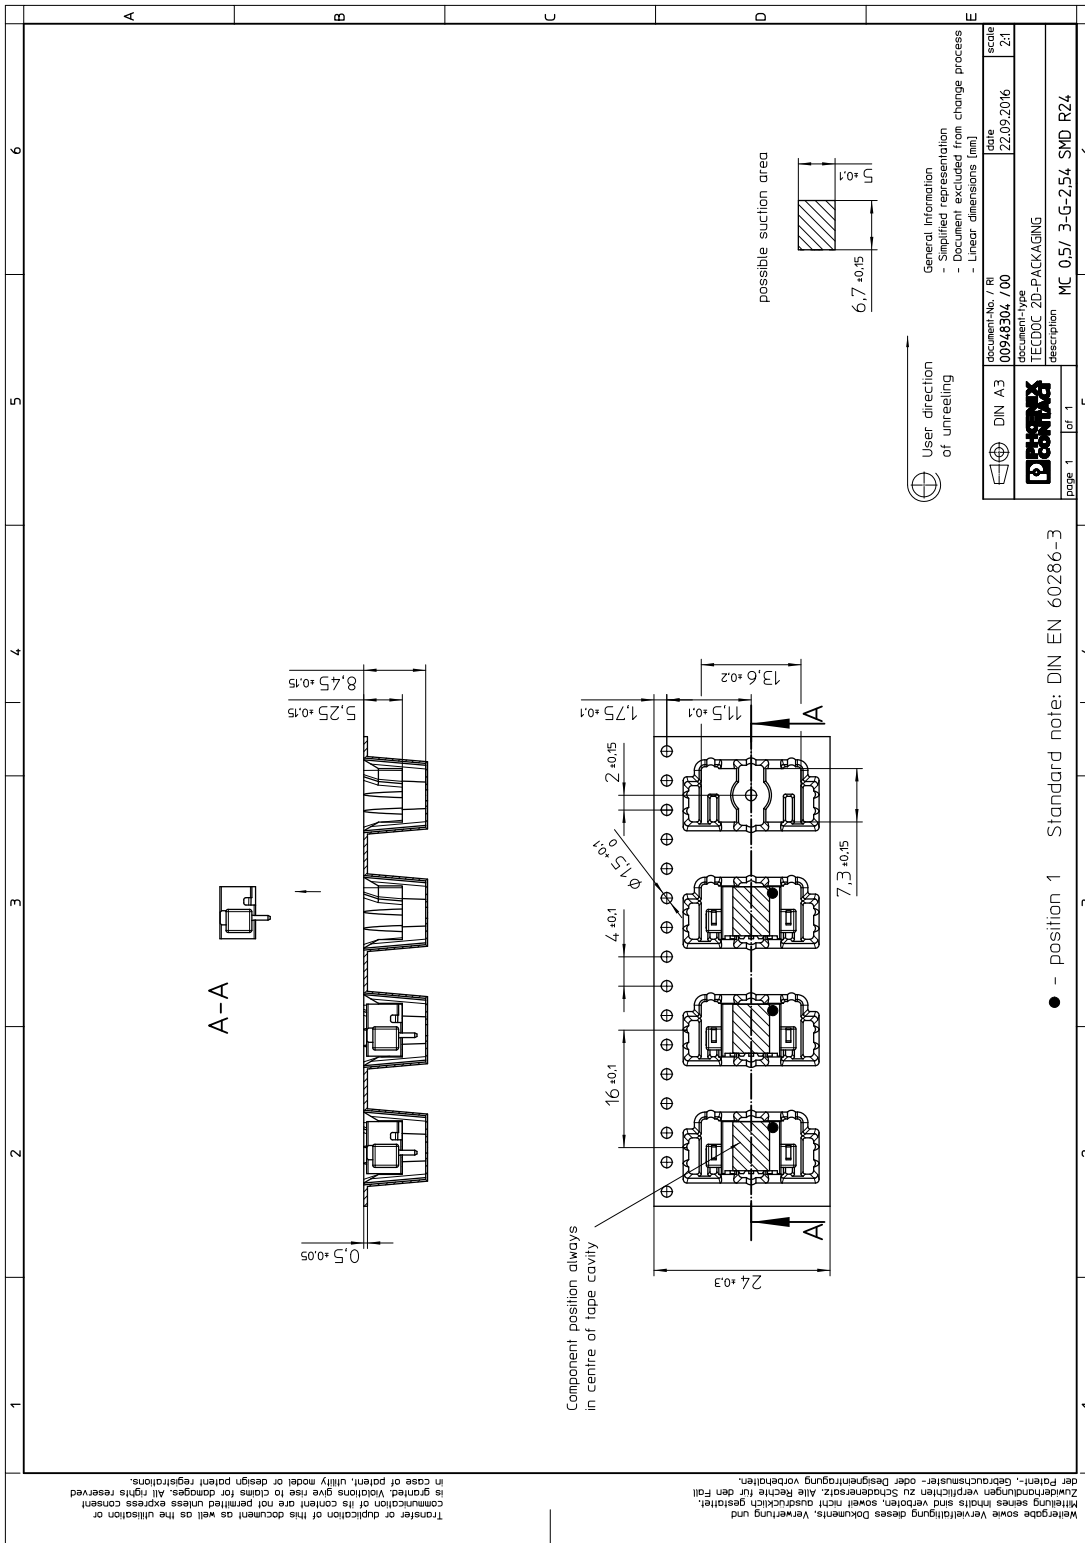 A
B
C
D
E
1
2
3
4
5
6
A-A
0,5 ±0,05
5,25 ±0,15
8,45 ±0,15
Component position always
in centre of tape cavity
16 ±0,1
4 ±0,1
Ø 1,5 +0,1
0
2 ±0,15
1,75 ±0,1
11,5 ±0,1
13,6 ±0,2
7,3 ±0,15
24 ±0,3
A
A
possible suction area
5 ±0,1
6,7 ±0,15
User direction
of unreeling
General Information
- Simplified representation
- Document excluded from change process
- Linear dimensions [mm]
● - position 1 Standard note: DIN EN 60286-3
DIN A3
document-No. / RI
00948304 / 00
date
22.09.2016
scale
2:1
PHOENIX
CONTACT
document-type
TECDOC 2D-PACKAGING
page 1 of 1
description
MC 0,5/ 3-G-2,54 SMD R24
Weitergabe sowie Vervielfältigung dieses Dokuments, Verwertung und
Mitteilung seines Inhalts sind verboten, soweit nicht ausdrücklich gestattet.
Zuwiderhandlungen verpflichten zu Schadenersatz. Alle Rechte für den Fall
der Patent-, Gebrauchsmuster- oder Designeintragung vorbehalten.
Transfer or duplication of this document as well as the utilisation or
communication of its content are not permitted unless express consent
is granted. Violations give rise to claims for damages. All rights reserved
in case of patent, utility model or design patent registrations.